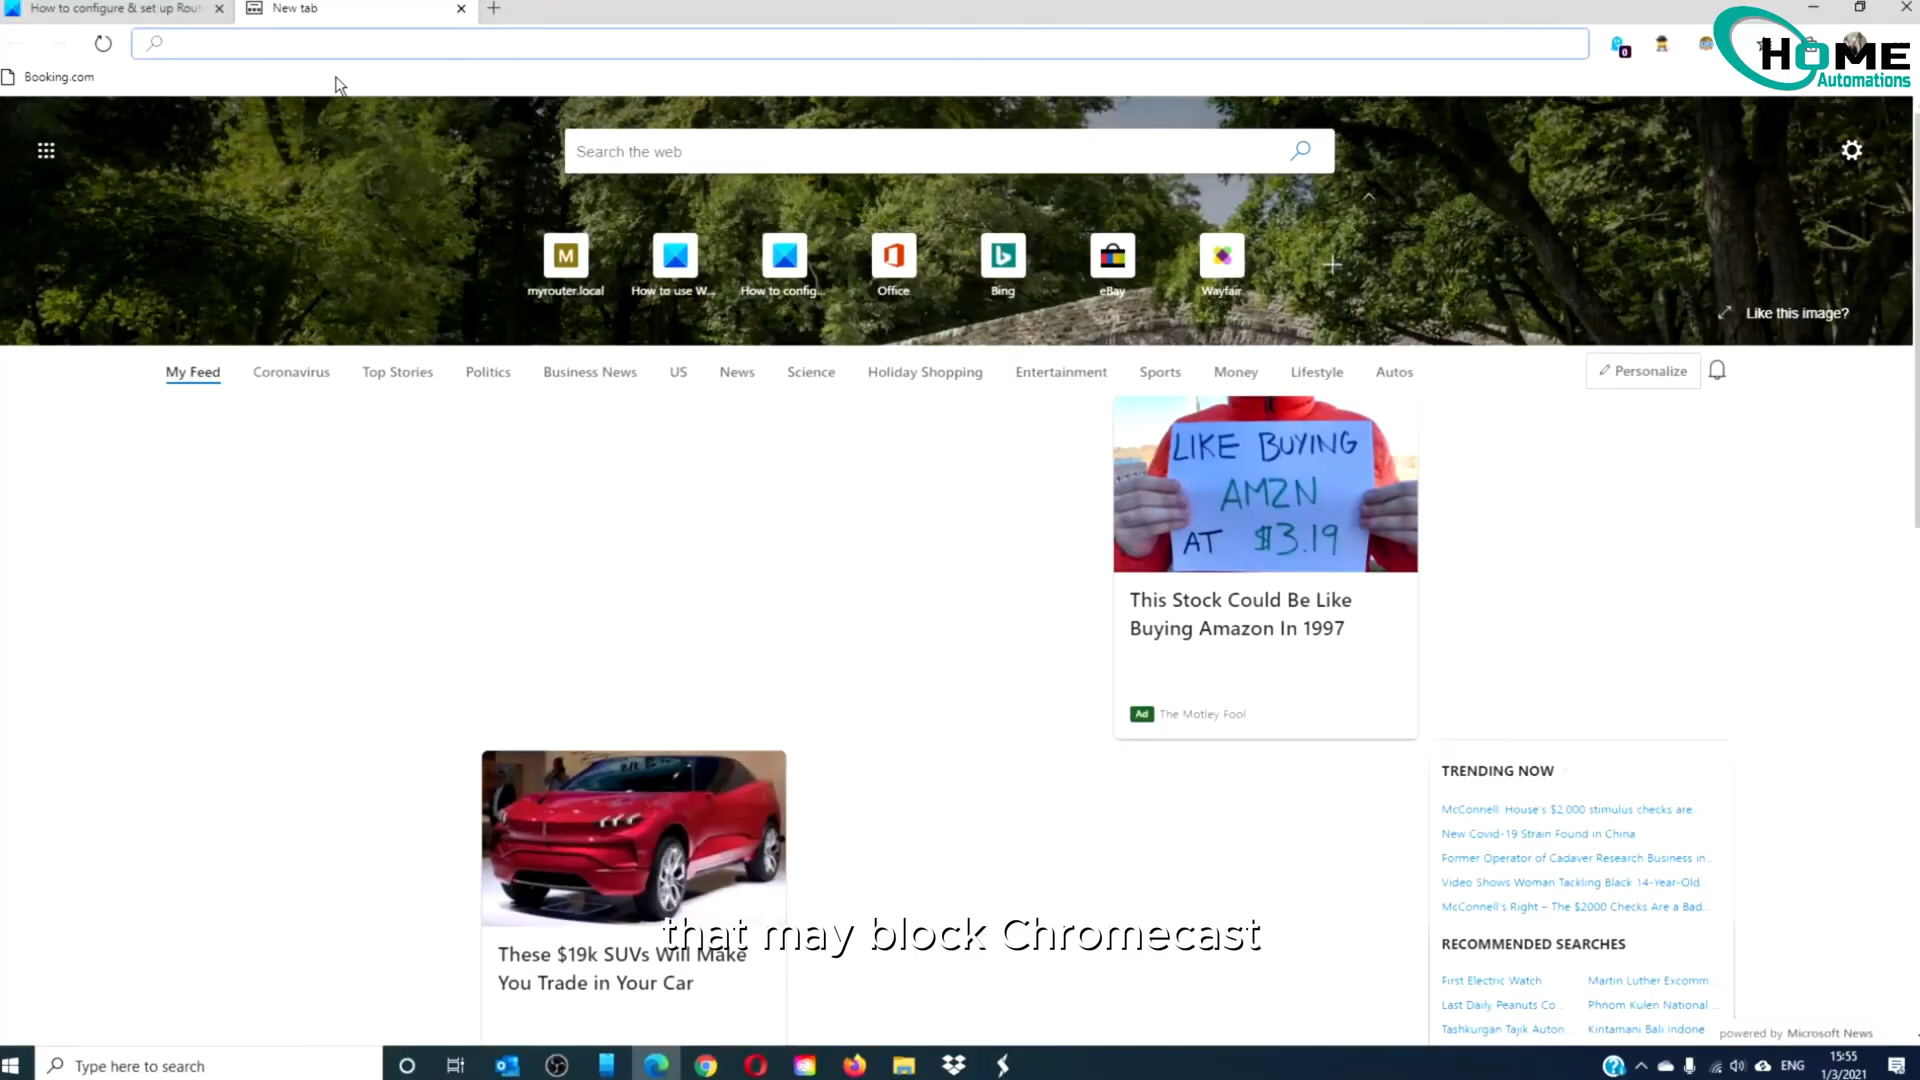 How to configure & set up Rout
New tab
0
HOME
Automations
Booking.com
Search the web
M
myrouter.local
How to use W...
How to config...
Office
Bing
eBay
Wayfair
Like this image?
My Feed
Coronavirus
Top Stories
Politics
Business News
US
News
Science
Holiday Shopping
Entertainment
Sports
Money
Lifestyle
Autos
Personalize
LIKE BUYING
AMZN
AT $3.19
This Stock Could Be Like
Buying Amazon In 1997
Ad The Motley Fool
TRENDING NOW
McConnell: House's $2,000 stimulus checks are...
New Covid-19 Strain Found in China
Former Operator of Cadaver Research Business in...
Video Shows Woman Tackling Black 14-Year-Old...
McConnell's Right – The $2000 Checks Are a Bad...
that may block Chromecast
These $19k SUVs Will Make
You Trade in Your Car
RECOMMENDED SEARCHES
First Electric Watch
Martin Luther Excomm...
Last Daily Peanuts Co...
Phnom Kulen National ...
Tashkurgan Tajik Auton...
Kintamani Bali Indone...
powered by Microsoft News
Type here to search
ENG
15:55
1/3/2021